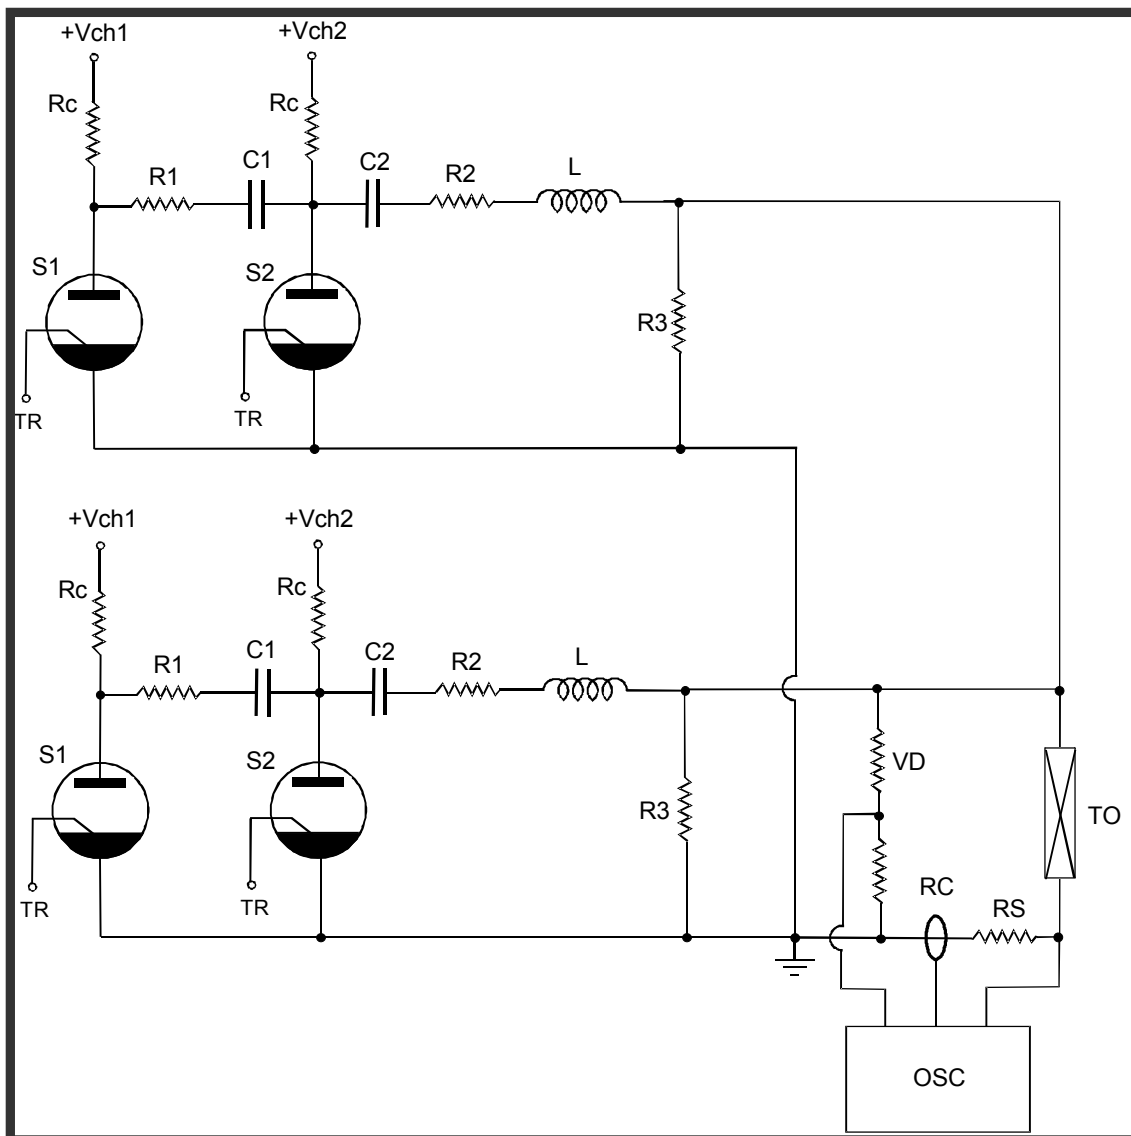 +Vch1
+Vch2
Rc
Rc
R1
C1
C2
R2
L
S1
S2
R3
TR
TR
+Vch1
+Vch2
Rc
Rc
R1
C1
C2
R2
L
S1
S2
VD
R3
TO
TR
TR
RC
RS
OSC